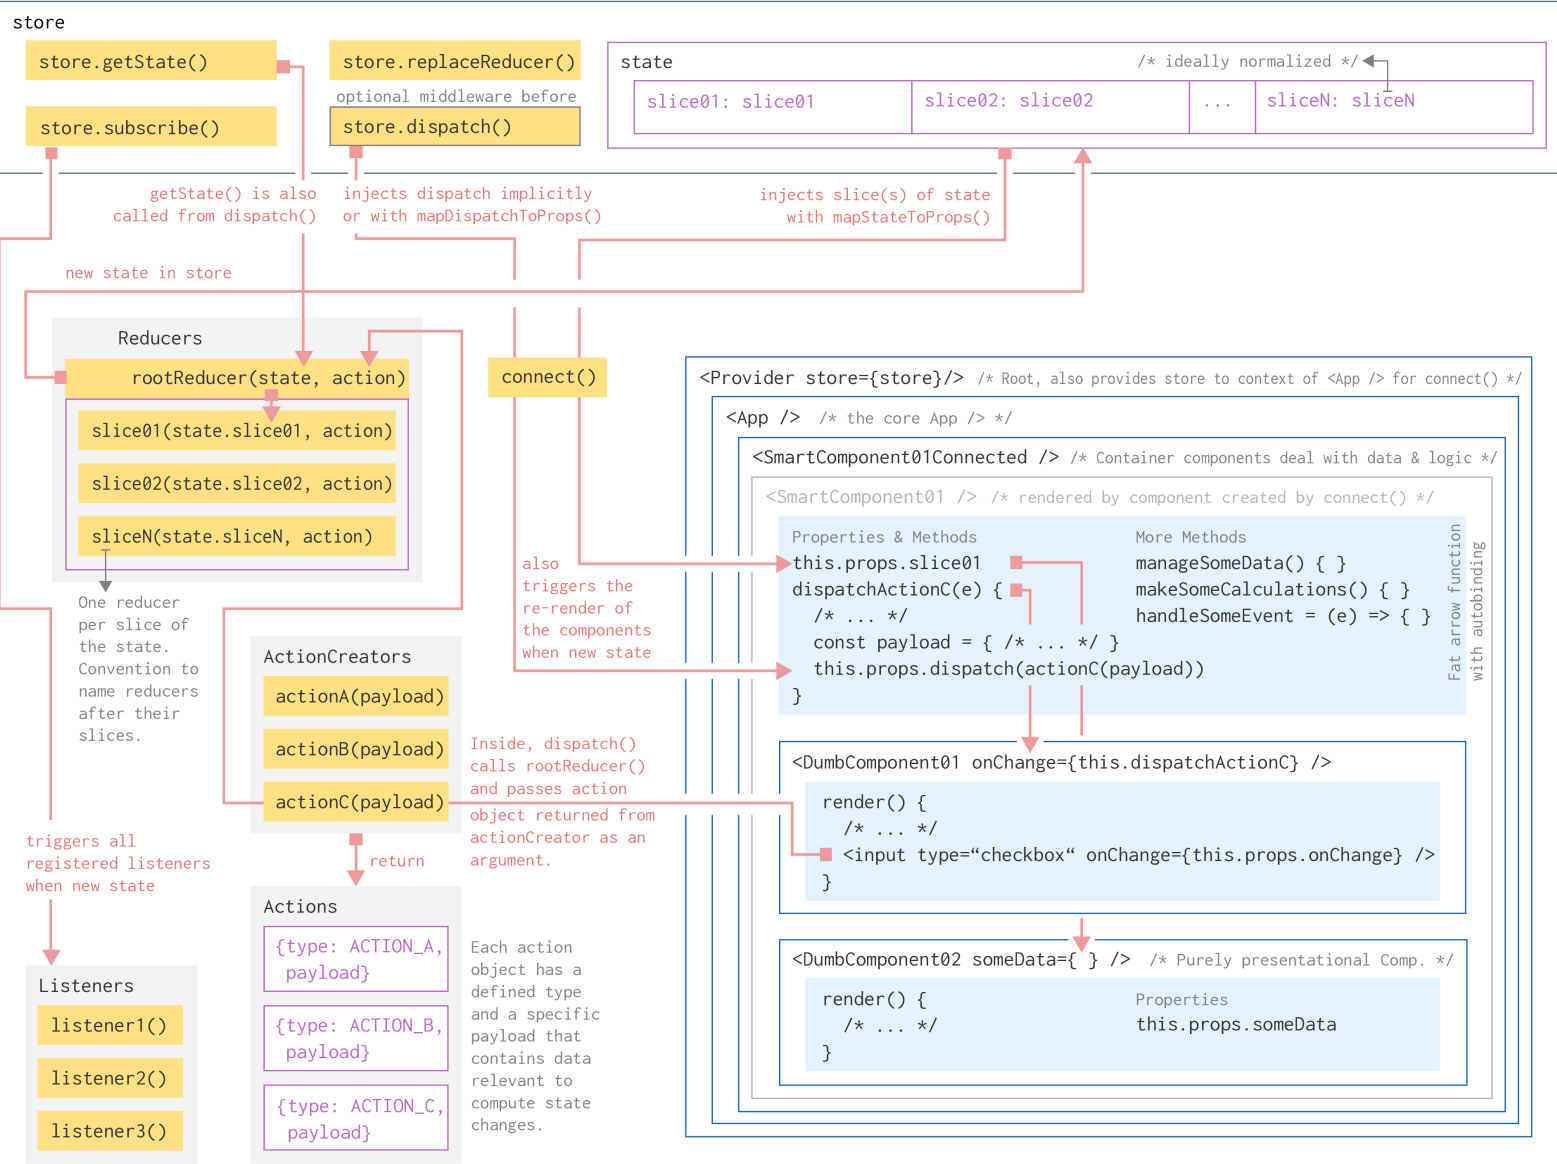 store
store.getState()
store.replaceReducer()
optional middleware before
store.subscribe()
store.dispatch()
state
/* ideally normalized */
slice01: slice01
slice02: slice02
...
sliceN: sliceN
getState() is also
called from dispatch()
injects dispatch implicitly
or with mapDispatchToProps()
injects slice(s) of state
with mapStateToProps()
new state in store
Reducers
rootReducer(state, action)
slice01(state.slice01, action)
slice02(state.slice02, action)
sliceN(state.sliceN, action)
One reducer
per slice of
the state.
Convention to
name reducers
after their
slices.
connect()
also
triggers the
re-render of
the components
when new state
ActionCreators
actionA(payload)
actionB(payload)
actionC(payload)
Inside, dispatch()
calls rootReducer()
and passes action
object returned from
actionCreator as an
argument.
return
triggers all
registered listeners
when new state
Listeners
listener1()
listener2()
listener3()
Actions
{type: ACTION_A,
payload}
{type: ACTION_B,
payload}
{type: ACTION_C,
payload}
Each action
object has a
defined type
and a specific
payload that
contains data
relevant to
compute state
changes.
<Provider store={store}/> /* Root, also provides store to context of <App /> for connect() */
<App /> /* the core App /> */
<SmartComponent01Connected /> /* Container components deal with data & logic */
<SmartComponent01 /> /* rendered by component created by connect() */
Properties & Methods
this.props.slice01
dispatchActionC(e) {
/* ... */
const payload = { /* ... */ }
this.props.dispatch(actionC(payload))
}
More Methods
manageSomeData() { }
makeSomeCalculations() { }
handleSomeEvent = (e) => { }
Fat arrow function
with autobinding
<DumbComponent01 onChange={this.dispatchActionC} />
render() {
/* ... */
<input type=“checkbox“ onChange={this.props.onChange} />
}
<DumbComponent02 someData={ } /> /* Purely presentational Comp. */
render() {
/* ... */
}
Properties
this.props.someData